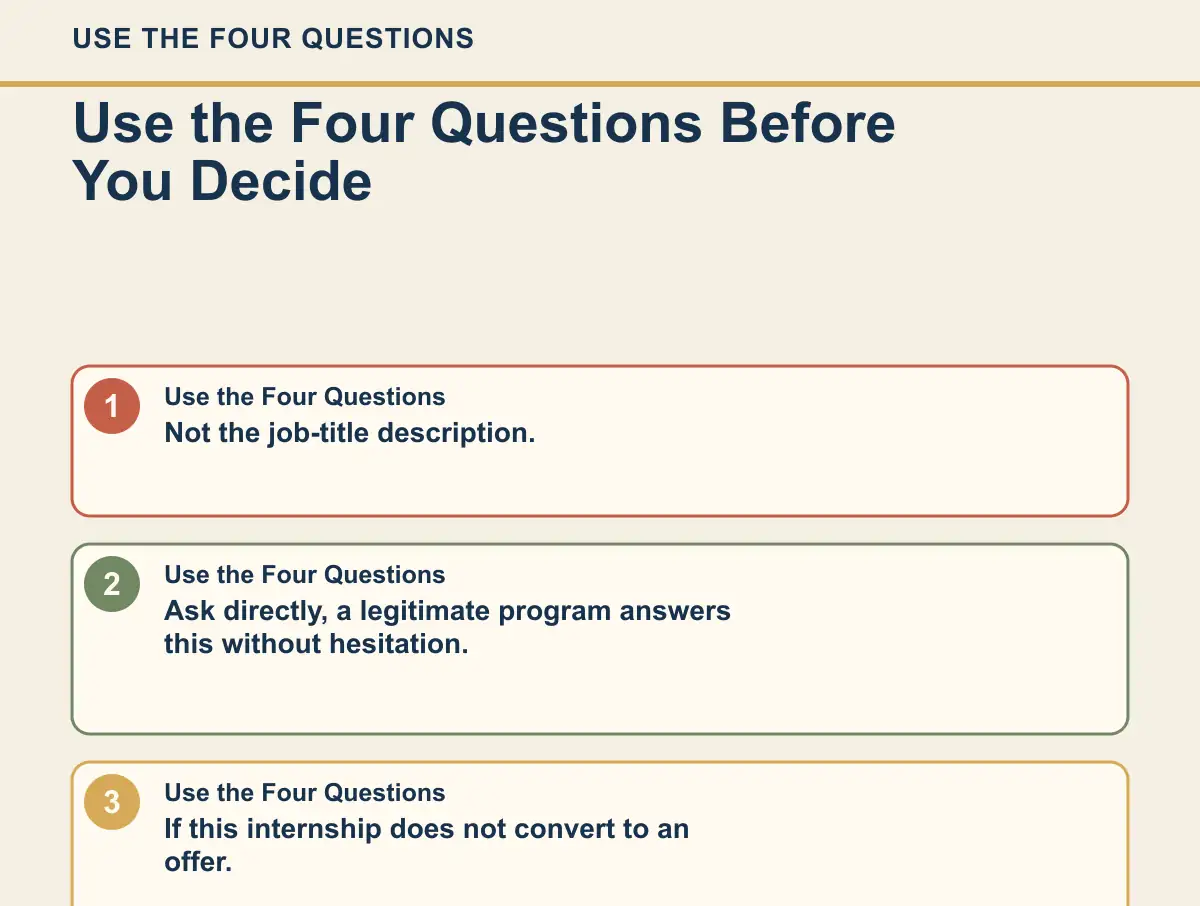 USE THE FOUR QUESTIONS
Use the Four Questions Before
You Decide
1
Use the Four Questions
Not the job-title description.
2
Use the Four Questions
Ask directly, a legitimate program answers
this without hesitation.
3
Use the Four Questions
If this internship does not convert to an
offer.